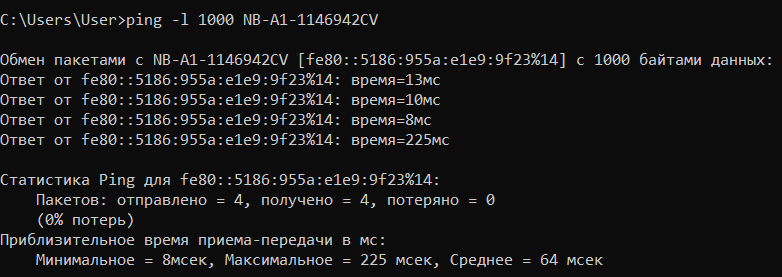 C:\Users\User>ping -l 1000 NB-A1-1146942CV
Обмен пакетами с NB-A1-1146942CV [fe80::5186:955a:e1e9:9f23%14] с 1000 байтами данных:
Ответ от fe80::5186:955a:e1e9:9f23%14: время=13мс
Ответ от fe80::5186:955a:e1e9:9f23%14: время=10мс
Ответ от fe80::5186:955a:e1e9:9f23%14: время=8мс
Ответ от fe80::5186:955a:e1e9:9f23%14: время=225мс
Статистика Ping для fe80::5186:955a:e1e9:9f23%14:
    Пакетов: отправлено = 4, получено = 4, потеряно = 0
    (0% потерь)
Приблизительное время приема-передачи в мс:
    Минимальное = 8мсек, Максимальное = 225 мсек, Среднее = 64 мсек